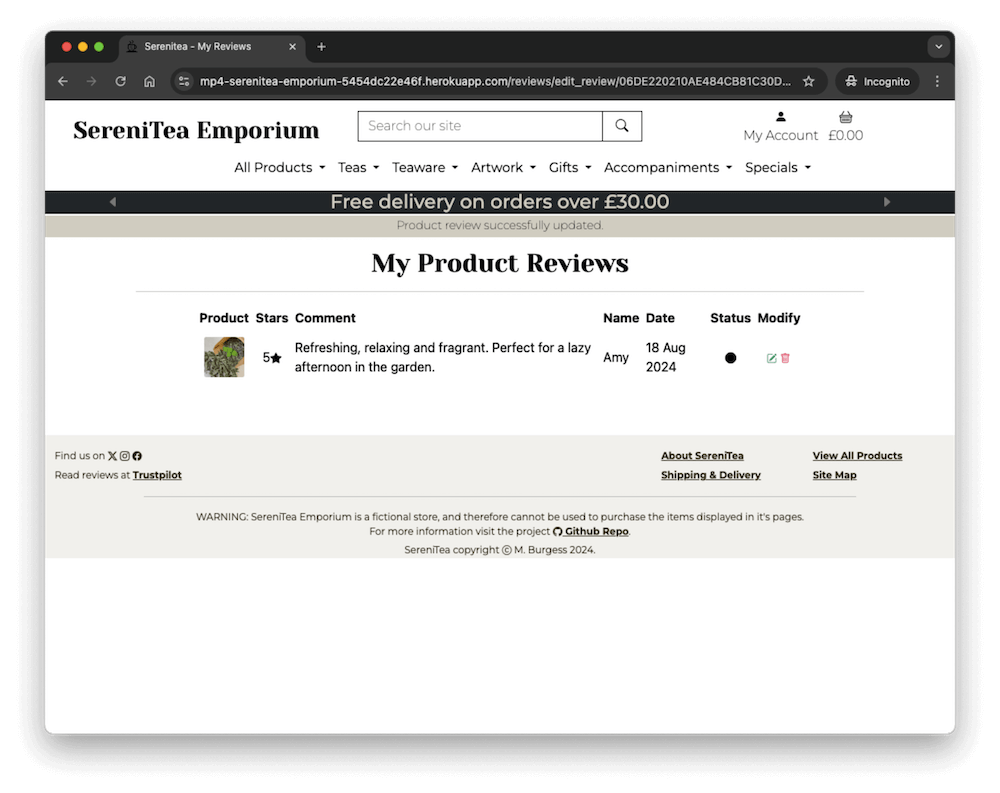 Serenitea - My Reviews
mp4-serenitea-emporium-5454dc22e46f.herokuapp.com/reviews/edit_review/06DE220210AE484CB81C30D...
Incognito
SereniTea Emporium
Search our site
My Account £0.00
All Products Teas Teaware Artwork Gifts Accompaniments Specials
Free delivery on orders over £30.00
Product review successfully updated.
My Product Reviews
Product Stars Comment Name Date Status Modify
5★ Refreshing, relaxing and fragrant. Perfect for a lazy
afternoon in the garden.
Amy
18 Aug
2024
Find us on
Read reviews at Trustpilot
About SereniTea
Shipping & Delivery
View All Products
Site Map
WARNING: SereniTea Emporium is a fictional store, and therefore cannot be used to purchase the items displayed in it's pages.
For more information visit the project Github Repo.
SereniTea copyright © M. Burgess 2024.